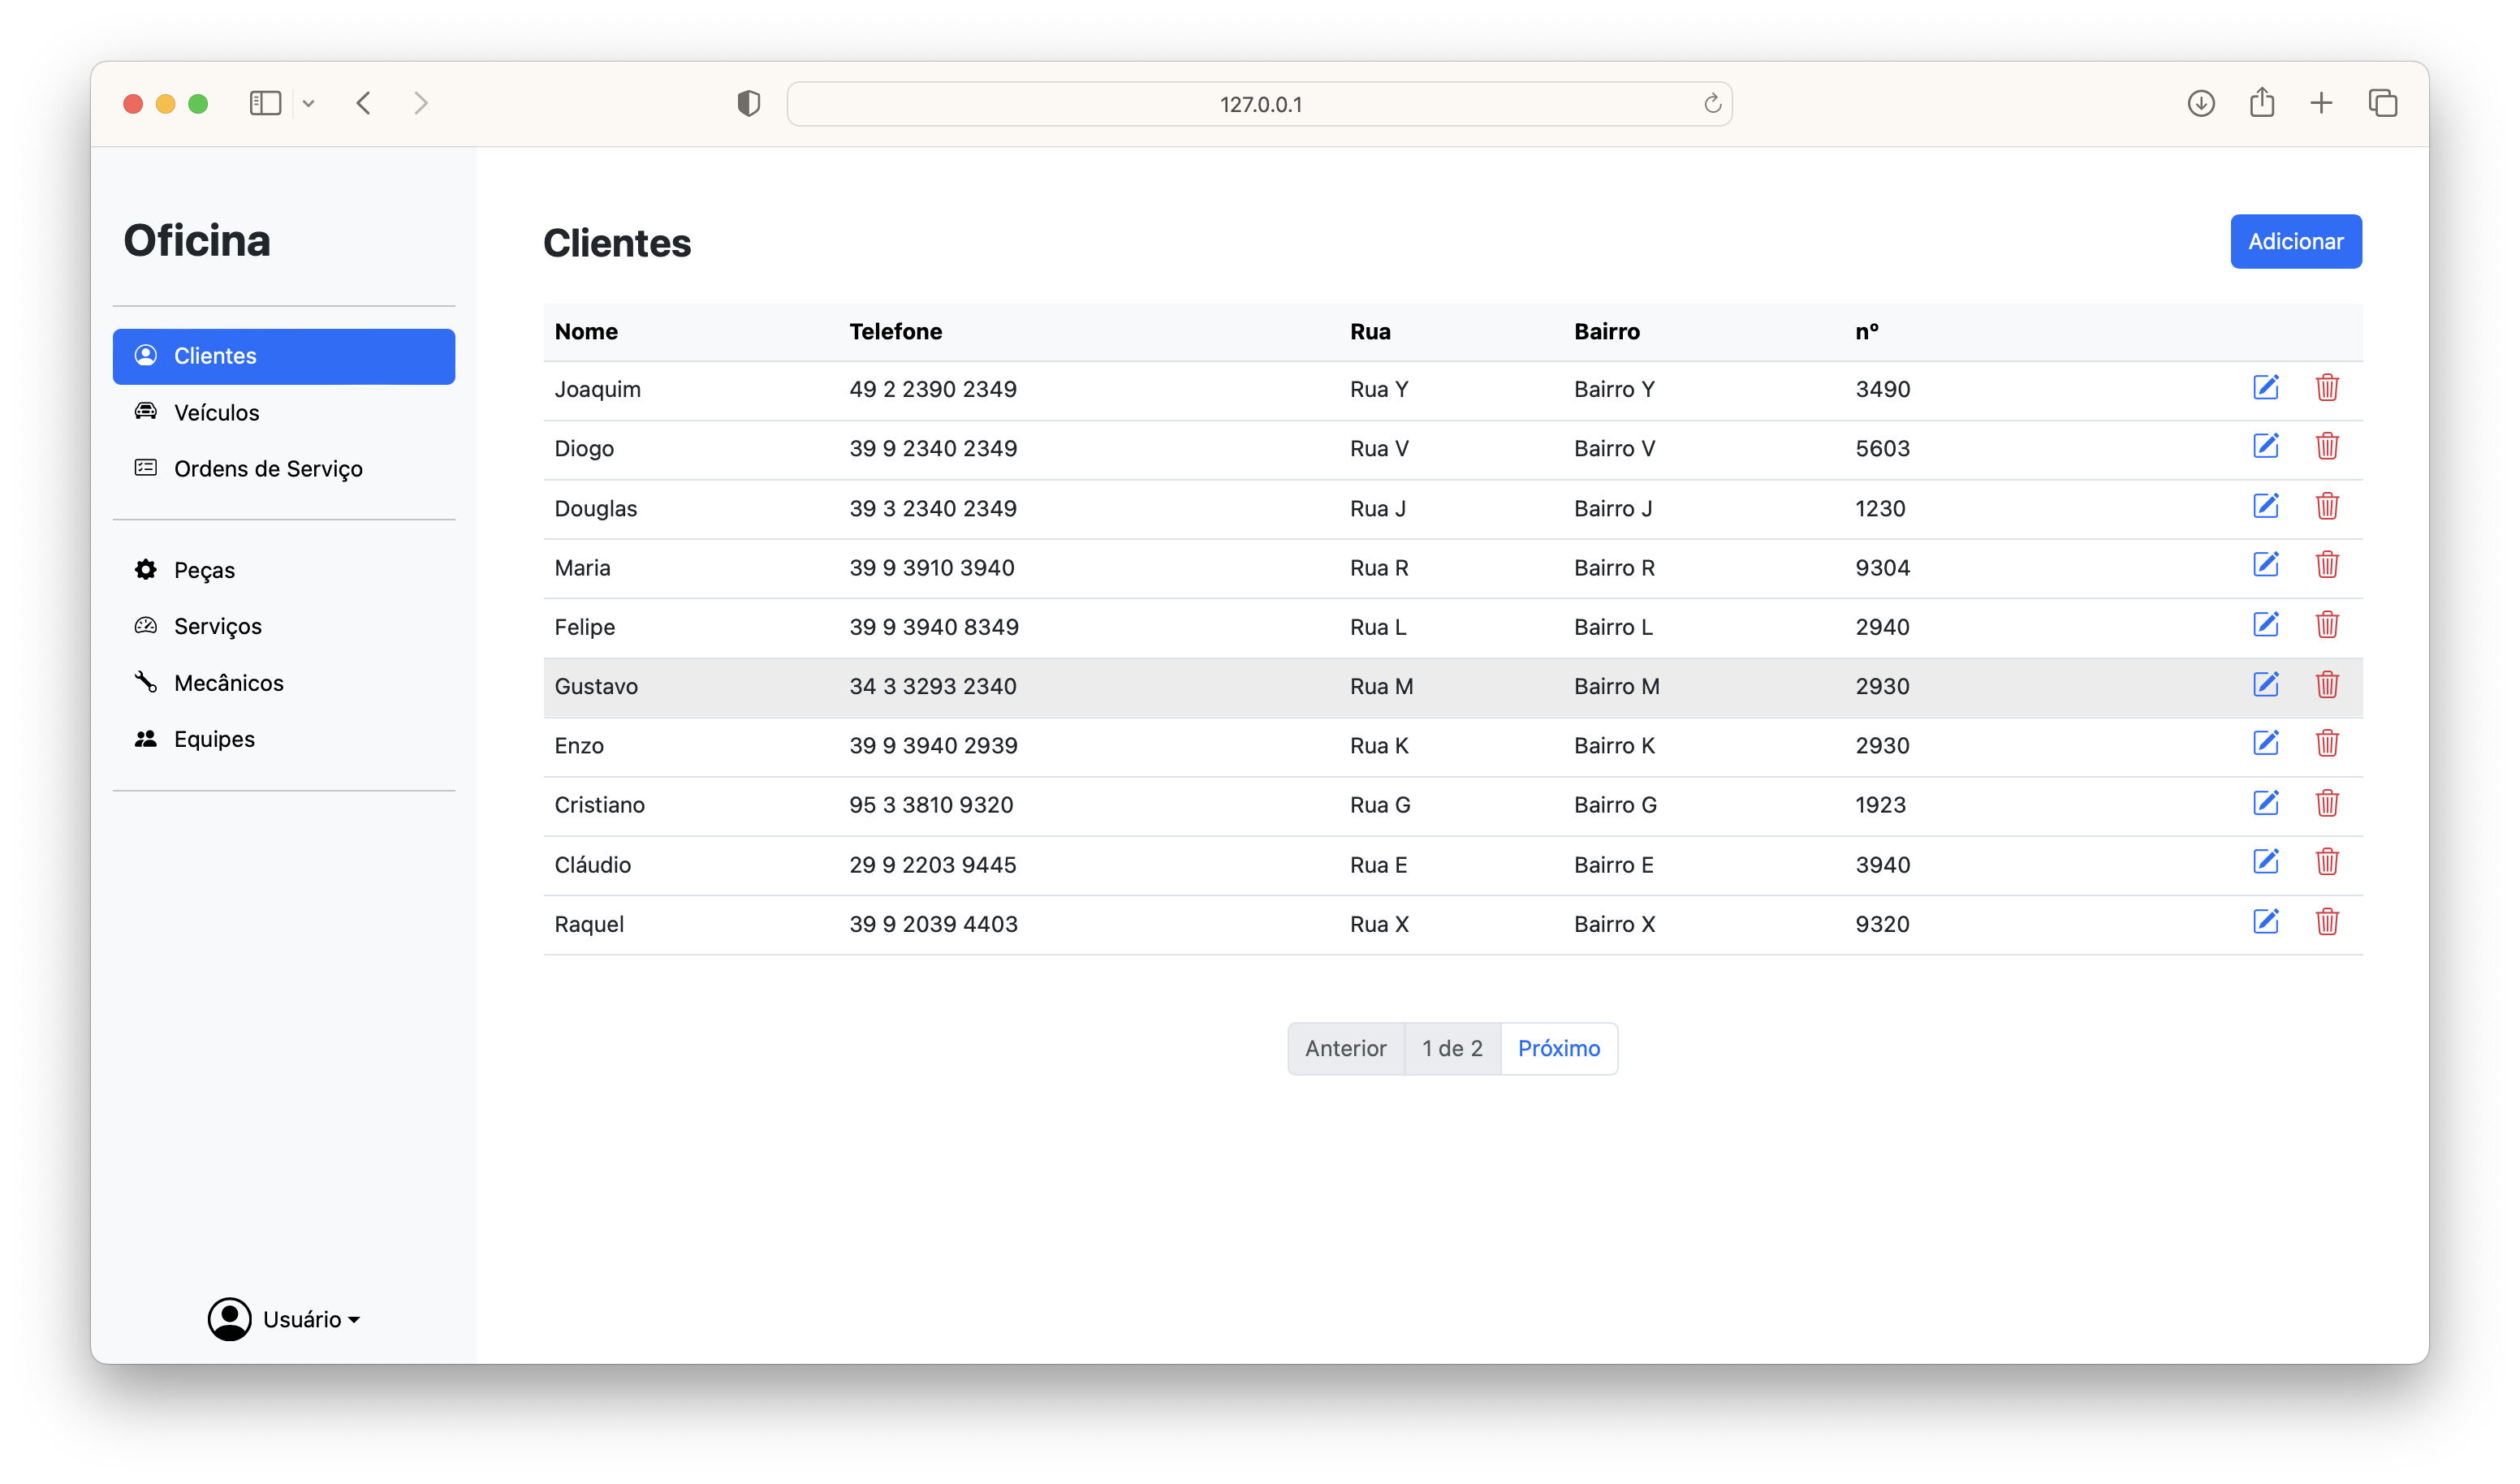 127.0.0.1
Oficina
Clientes
Veículos
Ordens de Serviço
Peças
Serviços
Mecânicos
Equipes
Usuário
Clientes
Adicionar
Nome Telefone Rua Bairro nº
Joaquim 49 2 2390 2349 Rua Y Bairro Y 3490
Diogo 39 9 2340 2349 Rua V Bairro V 5603
Douglas 39 3 2340 2349 Rua J Bairro J 1230
Maria 39 9 3910 3940 Rua R Bairro R 9304
Felipe 39 9 3940 8349 Rua L Bairro L 2940
Gustavo 34 3 3293 2340 Rua M Bairro M 2930
Enzo 39 9 3940 2939 Rua K Bairro K 2930
Cristiano 95 3 3810 9320 Rua G Bairro G 1923
Cláudio 29 9 2203 9445 Rua E Bairro E 3940
Raquel 39 9 2039 4403 Rua X Bairro X 9320
Anterior 1 de 2 Próximo